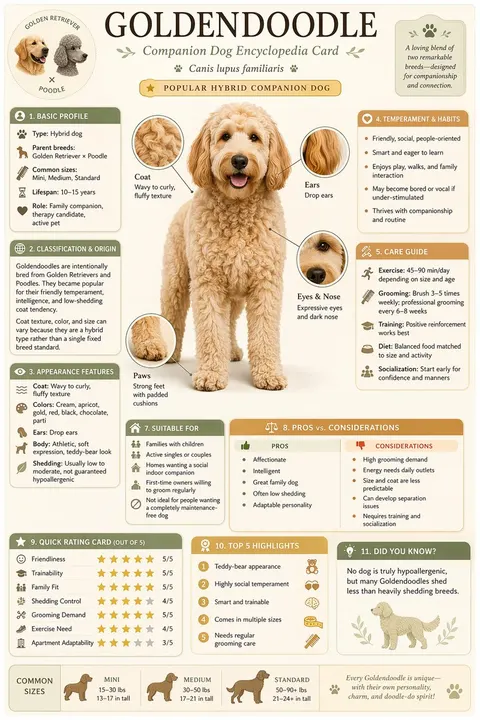 GOLDEN RETRIEVER
×
POODLE
GOLDENDOODLE
Companion Dog Encyclopedia Card
Canis lupus familiaris
POPULAR HYBRID COMPANION DOG
A loving blend of
two remarkable
breeds—designed
for companionship
and connection.
1. BASIC PROFILE
Type: Hybrid dog
Parent breeds:
Golden Retriever × Poodle
Common sizes:
Mini, Medium, Standard
Lifespan: 10–15 years
Role: Family companion,
therapy candidate,
active pet
2. CLASSIFICATION & ORIGIN
Goldendoodles are intentionally
bred from Golden Retrievers and
Poodles. They became popular
for their friendly temperament,
intelligence, and low-shedding
coat tendency.
Coat texture, color, and size can
vary because they are a hybrid
type rather than a single fixed
breed standard.
3. APPEARANCE FEATURES
Coat: Wavy to curly,
fluffy texture
Colors: Cream, apricot,
gold, red, black, chocolate,
parti
Ears: Drop ears
Body: Athletic, soft
expression, teddy-bear look
Shedding: Usually low to
moderate, not guaranteed
hypoallergenic
Coat
Wavy to curly,
fluffy texture
Ears
Drop ears
Eyes & Nose
Expressive eyes
and dark nose
Paws
Strong feet
with padded
cushions
4. TEMPERAMENT & HABITS
Friendly, social, people-oriented
Smart and eager to learn
Enjoys play, walks, and family
interaction
May become bored or vocal if
under-stimulated
Thrives with companionship
and routine
5. CARE GUIDE
Exercise: 45–90 min/day
depending on size and age
Grooming: Brush 3–5 times
weekly; professional grooming
every 6–8 weeks
Training: Positive reinforcement
works best
Diet: Balanced food matched
to size and activity
Socialization: Start early for
confidence and manners
7. SUITABLE FOR
Families with children
Active singles or couples
Homes wanting a social
indoor companion
First-time owners willing
to groom regularly
Not ideal for people wanting
a completely maintenance-
free dog
8. PROS vs. CONSIDERATIONS
PROS
Affectionate
Intelligent
Great family dog
Often low shedding
Adaptable personality
CONSIDERATIONS
High grooming demand
Energy needs daily outlets
Size and coat are less
predictable
Can develop separation
issues
Requires training and
socialization
9. QUICK RATING CARD (OUT OF 5)
Friendliness 5/5
Trainability 5/5
Family Fit 5/5
Shedding Control 4/5
Grooming Demand 5/5
Exercise Need 4/5
Apartment Adaptability 3/5
10. TOP 5 HIGHLIGHTS
1 Teddy-bear appearance
2 Highly social temperament
3 Smart and trainable
4 Comes in multiple sizes
5 Needs regular
grooming care
11. DID YOU KNOW?
No dog is truly hypoallergenic,
but many Goldendoodles shed
less than heavily shedding breeds.
COMMON
SIZES
MINI
15–30 lbs
13–17 in tall
MEDIUM
30–50 lbs
17–21 in tall
STANDARD
50–90+ lbs
21–24+ in tall
Every Goldendoodle is unique—
with their own personality,
charm, and doodle-do spirit!